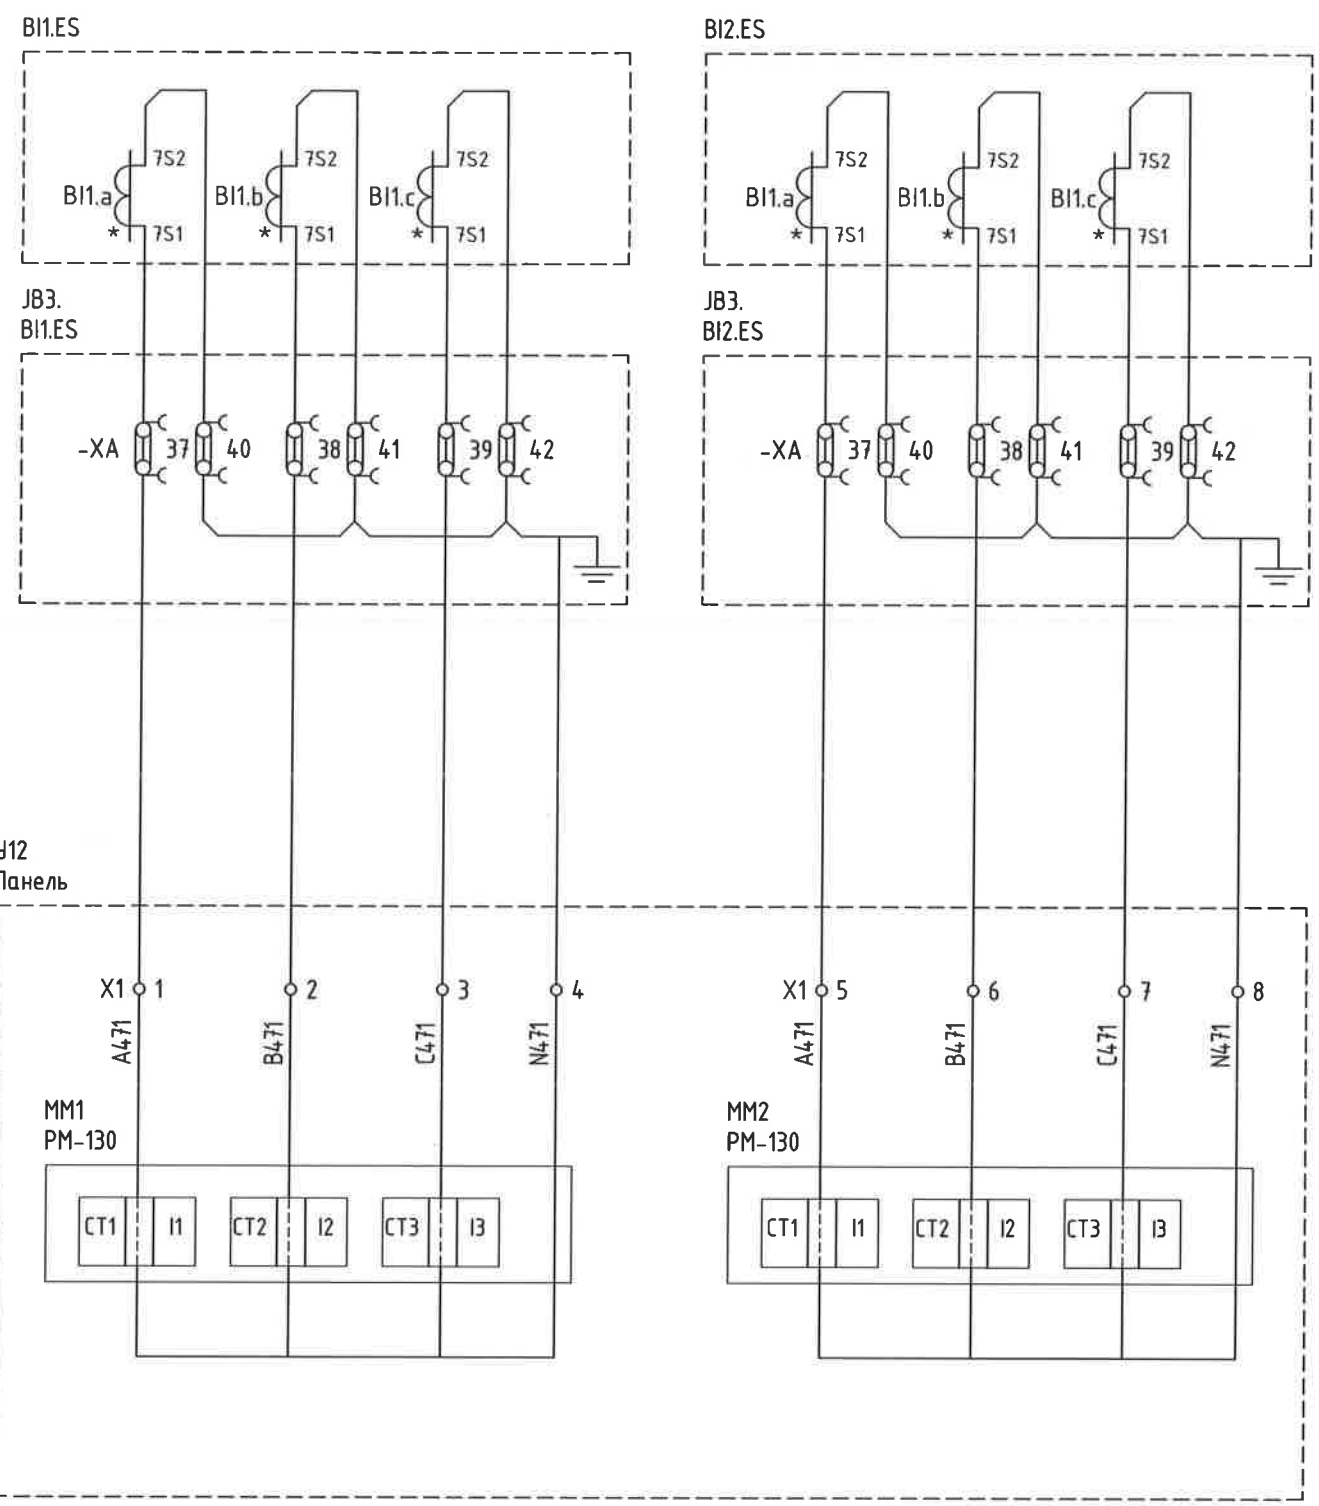 BI1.ES
BI2.ES
7S2 7S2 7S2 7S2 7S2 7S2
BI1.a BI1.b BI1.c BI1.a BI1.b BI1.c
* 7S1 * 7S1 * 7S1 * 7S1 * 7S1 * 7S1
JB3.
BI1.ES
JB3.
BI2.ES
-XA 37 40 38 41 39 42
-XA 37 40 38 41 39 42
Панель
X1 1 2 3 4
X1 5 6 7 8
A471 B471 C471 N471
A471 B471 C471 N471
MM1
PM-130
MM2
PM-130
CT1 I1 CT2 I2 CT3 I3
CT1 I1 CT2 I2 CT3 I3